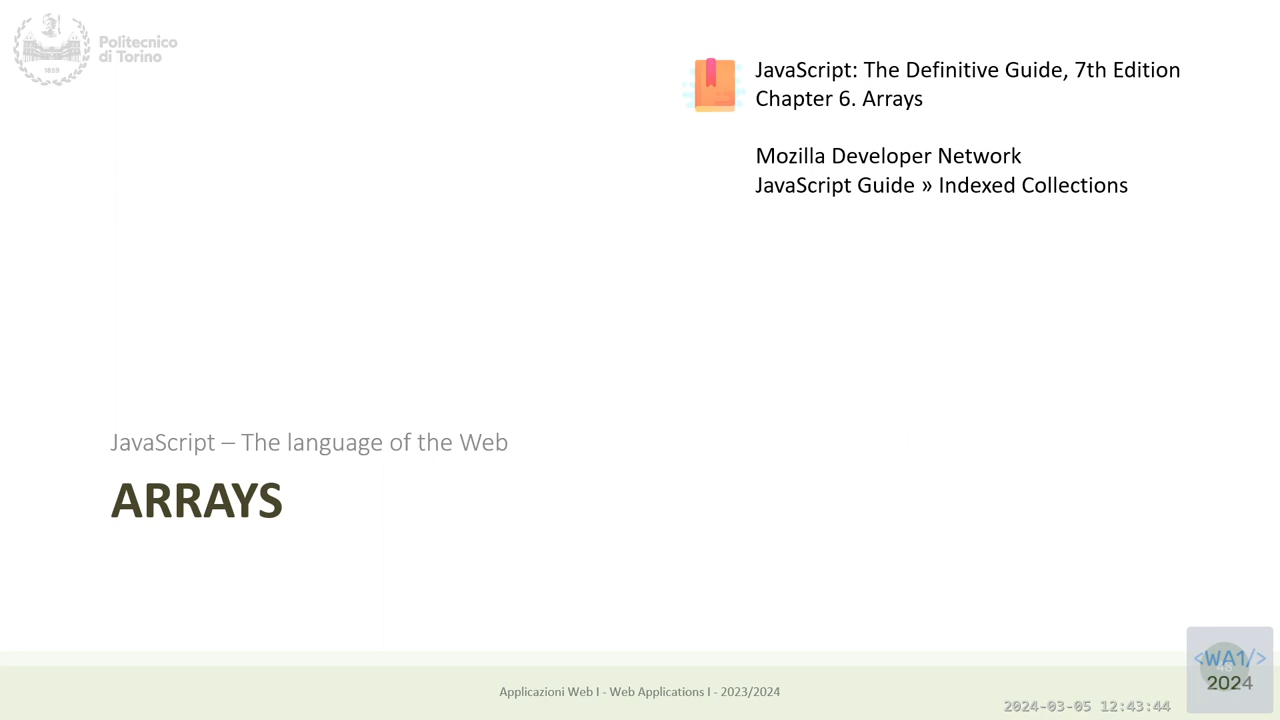 Politecnico
di Torino
1859
JavaScript: The Definitive Guide, 7th Edition
Chapter 6. Arrays
Mozilla Developer Network
JavaScript Guide » Indexed Collections
JavaScript – The language of the Web
ARRAYS
Applicazioni Web I - Web Applications I - 2023/2024
2024-03-05 12:43:44
<WA1/>
2024